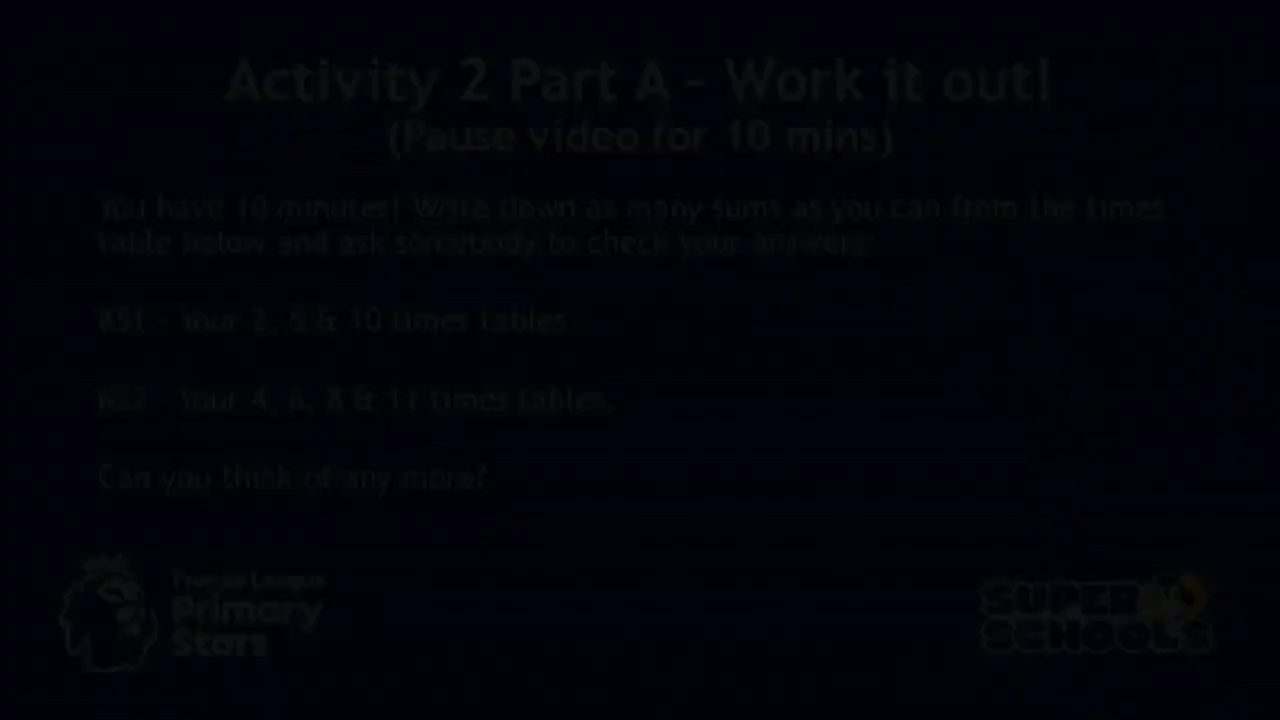 Activity 2 Part A - Work it out!
(Pause video for 10 mins)
You have 10 minutes! Write down as many sums as you can from the times
table below and ask somebody to check your answers:
KS1 - Your 2, 5 & 10 times tables
KS2 - Your 4, 6, 8 & 11 times tables.
Can you think of any more?
Premier League
Primary
Stars
SUPER
SCHOOLS